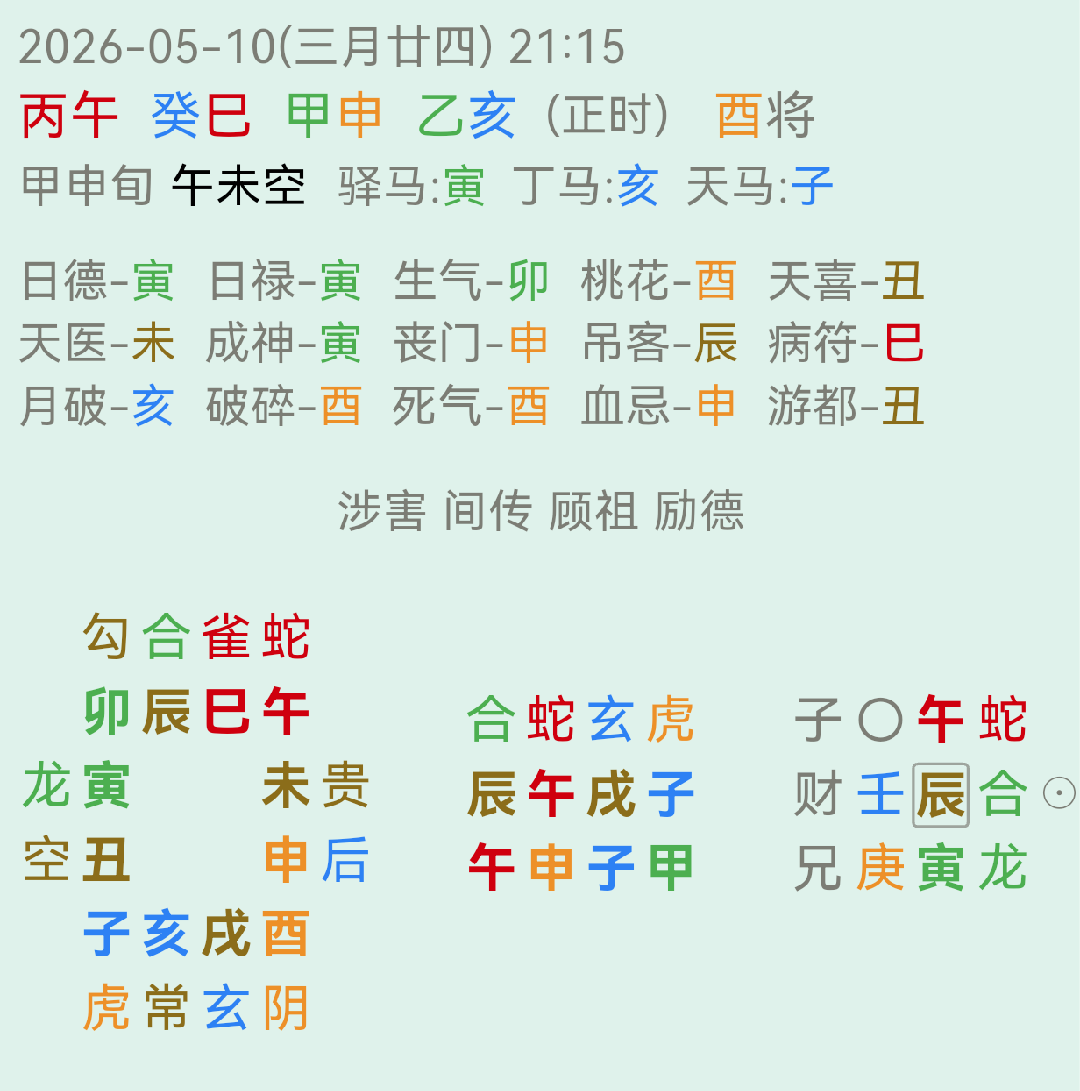 2026-05-10(三月廿四) 21:15
丙午 癸巳 甲申 乙亥 (正时) 酉将
甲申旬 午未空 驿马:寅 丁马:亥 天马:子
日德-寅 日禄-寅 生气-卯 桃花-酉 天喜-丑
天医-未 成神-寅 丧门-申 吊客-辰 病符-巳
月破-亥 破碎-酉 死气-酉 血忌-申 游都-丑
涉害 间传 顾祖 励德
勾合雀蛇
卯辰巳午
龙寅 未贵
空丑 申后
子亥戌酉
虎常玄阴
合蛇玄虎
辰午戌子
午申子甲
子〇午蛇
财壬辰合⊙
兄庚寅龙